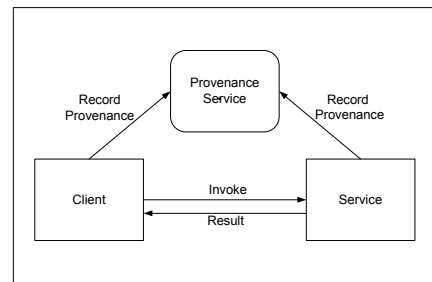 Provenance
Service
Record
Provenance
Record
Provenance
Client
Invoke
Service
Result